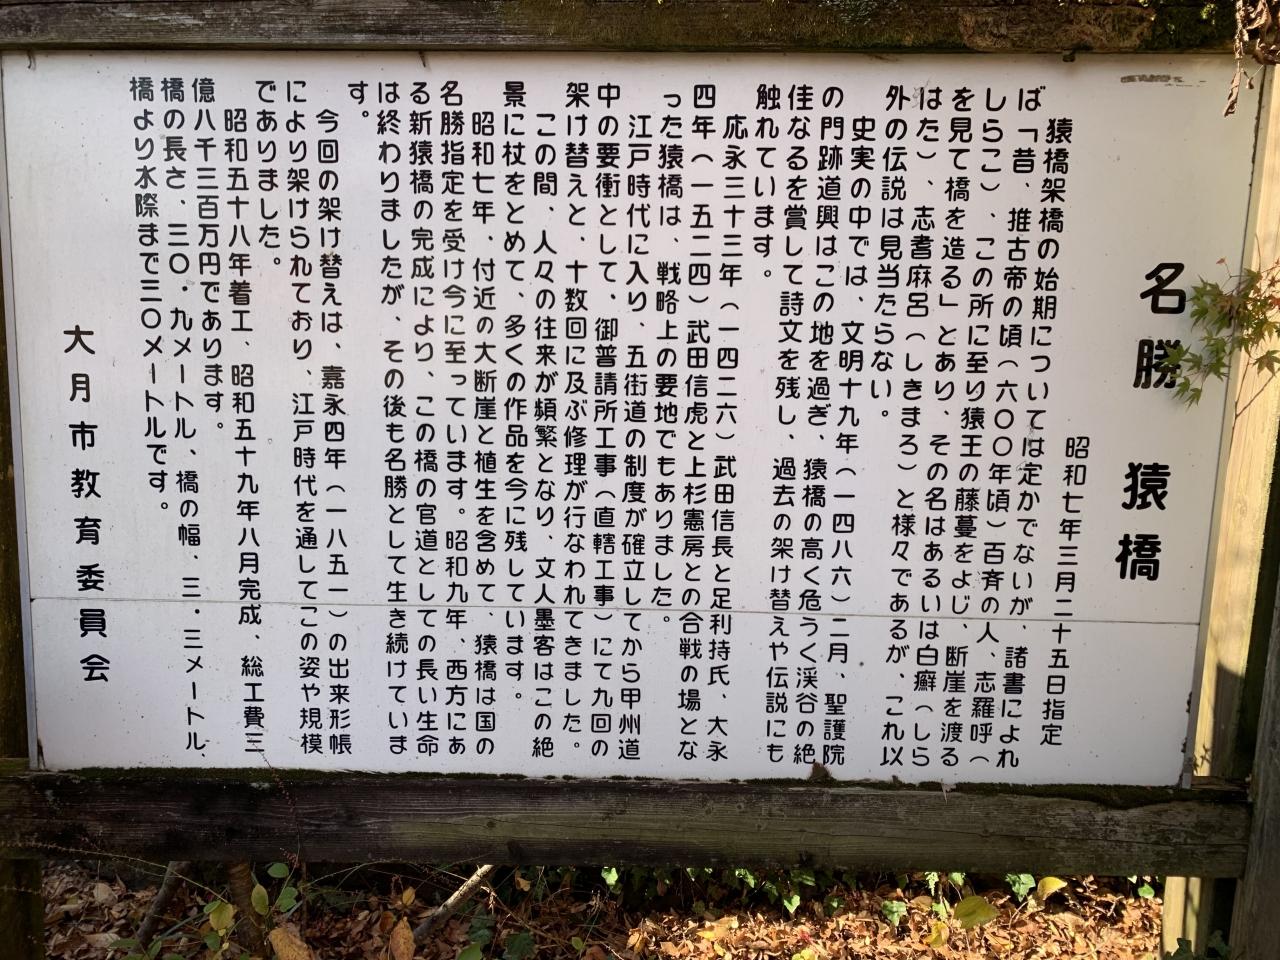 名勝　猿橋
昭和七年三月二十五日指定
猿橋架橋の始期については定かでないが、諸書によれ
ば「昔、推古帝の頃（六〇〇年頃）百済の人、志羅呼（
しらこ）、この所に至り猿王の藤蔓をよじ、断崖を渡る
を見て橋を造る」とあり、その名はあるいは白癬（しら
はた）、志耆麻呂（しきまろ）と様々であるが、これ以
外の伝説は見当たらない。
史実の中では、文明十九年（一四八六）二月、聖護院
の門跡道興はこの地を過ぎ、猿橋の高く危うく渓谷の絶
佳なるを賞して詩文を残し、過去の架け替えや伝説にも
触れています。
応永三十三年（一四二六）武田信長と足利持氏、大永
四年（一五二四）武田信虎と上杉憲房との合戦の場とな
った猿橋は、戦略上の要地でもありました。
江戸時代に入り、五街道の制度が確立してから甲州道
中の要衝として、御普請所工事（直轄工事）にて九回の
架け替えと、十数回に及ぶ修理が行なわれてきました。
この間、人々の往来が頻繁となり、文人墨客はこの絶
景に杖をとめて、多くの作品を今に残しています。
昭和七年、付近の大断崖と植生を含めて、猿橋は国の
名勝指定を受け今に至っています。昭和九年、西方にあ
る新猿橋の完成により、この橋の官道としての長い生命
は終わりましたが、その後も名勝として生き続けていま
す。
今回の架け替えは、嘉永四年（一八五一）の出来形帳
により架けられており、江戸時代を通してこの姿や規模
でありました。
昭和五十八年着工、昭和五十九年八月完成、総工費三
億八千三百万円であります。
橋の長さ、三〇・九メートル、橋の幅、三・三メートル、
橋より水際まで三〇メートルです。
大月市教育委員会